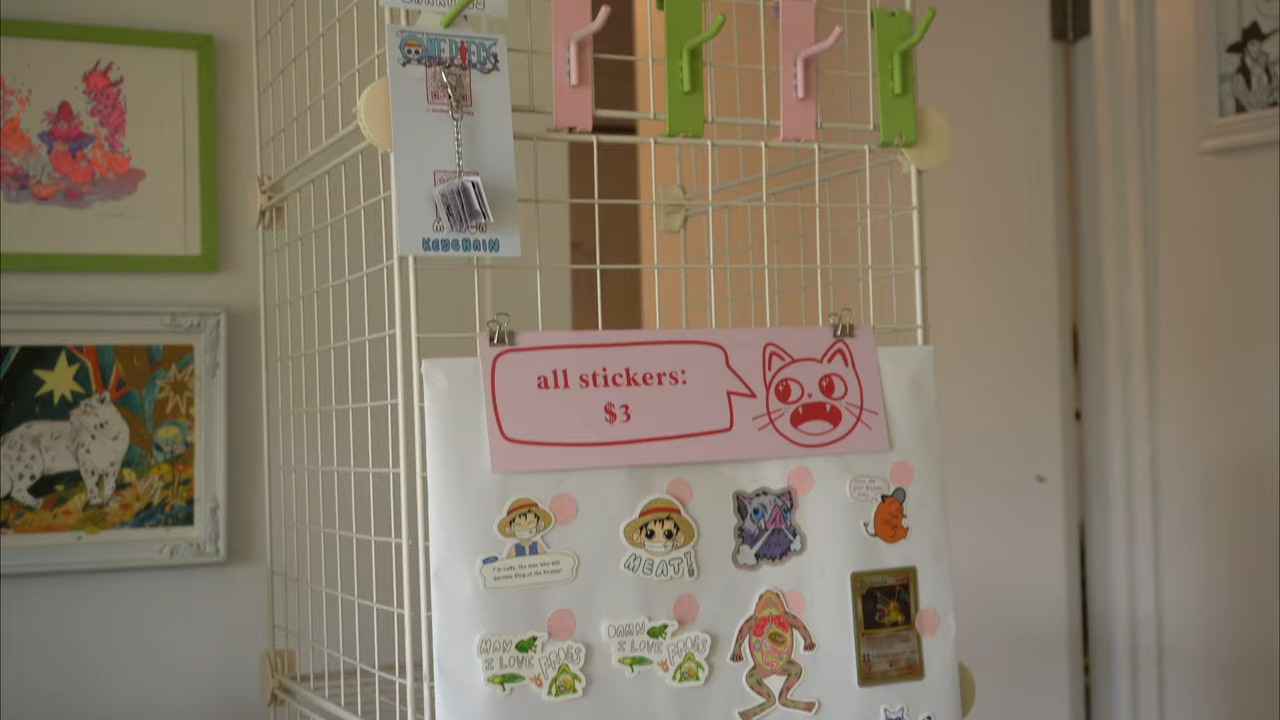 ONE PIECE
KEYCHAIN
all stickers:
$3
I'm Luffy, the man who will
become King of the Pirates!
MEAT!
MAN
I LOVE FROGS
DAMN
I LOVE FROGS